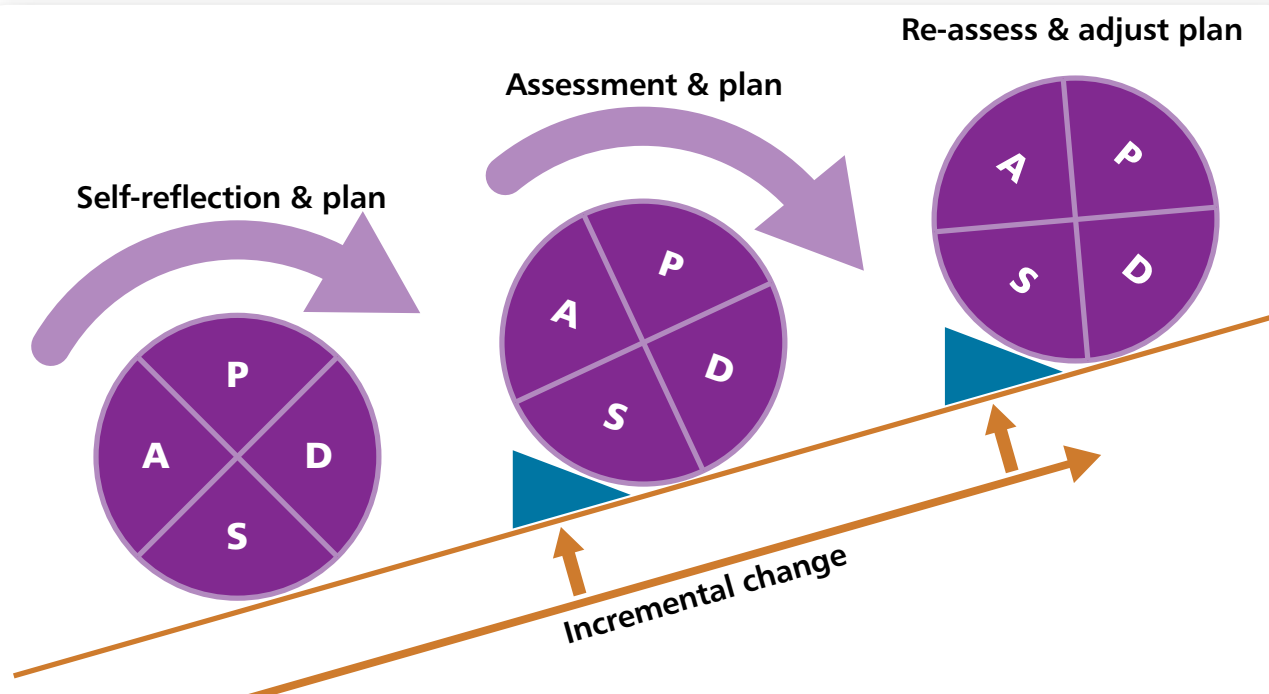 Re-assess & adjust plan
Assessment & plan
Self-reflection & plan
P
A
D
S
P
A
D
S
A
P
S
D
Incremental change